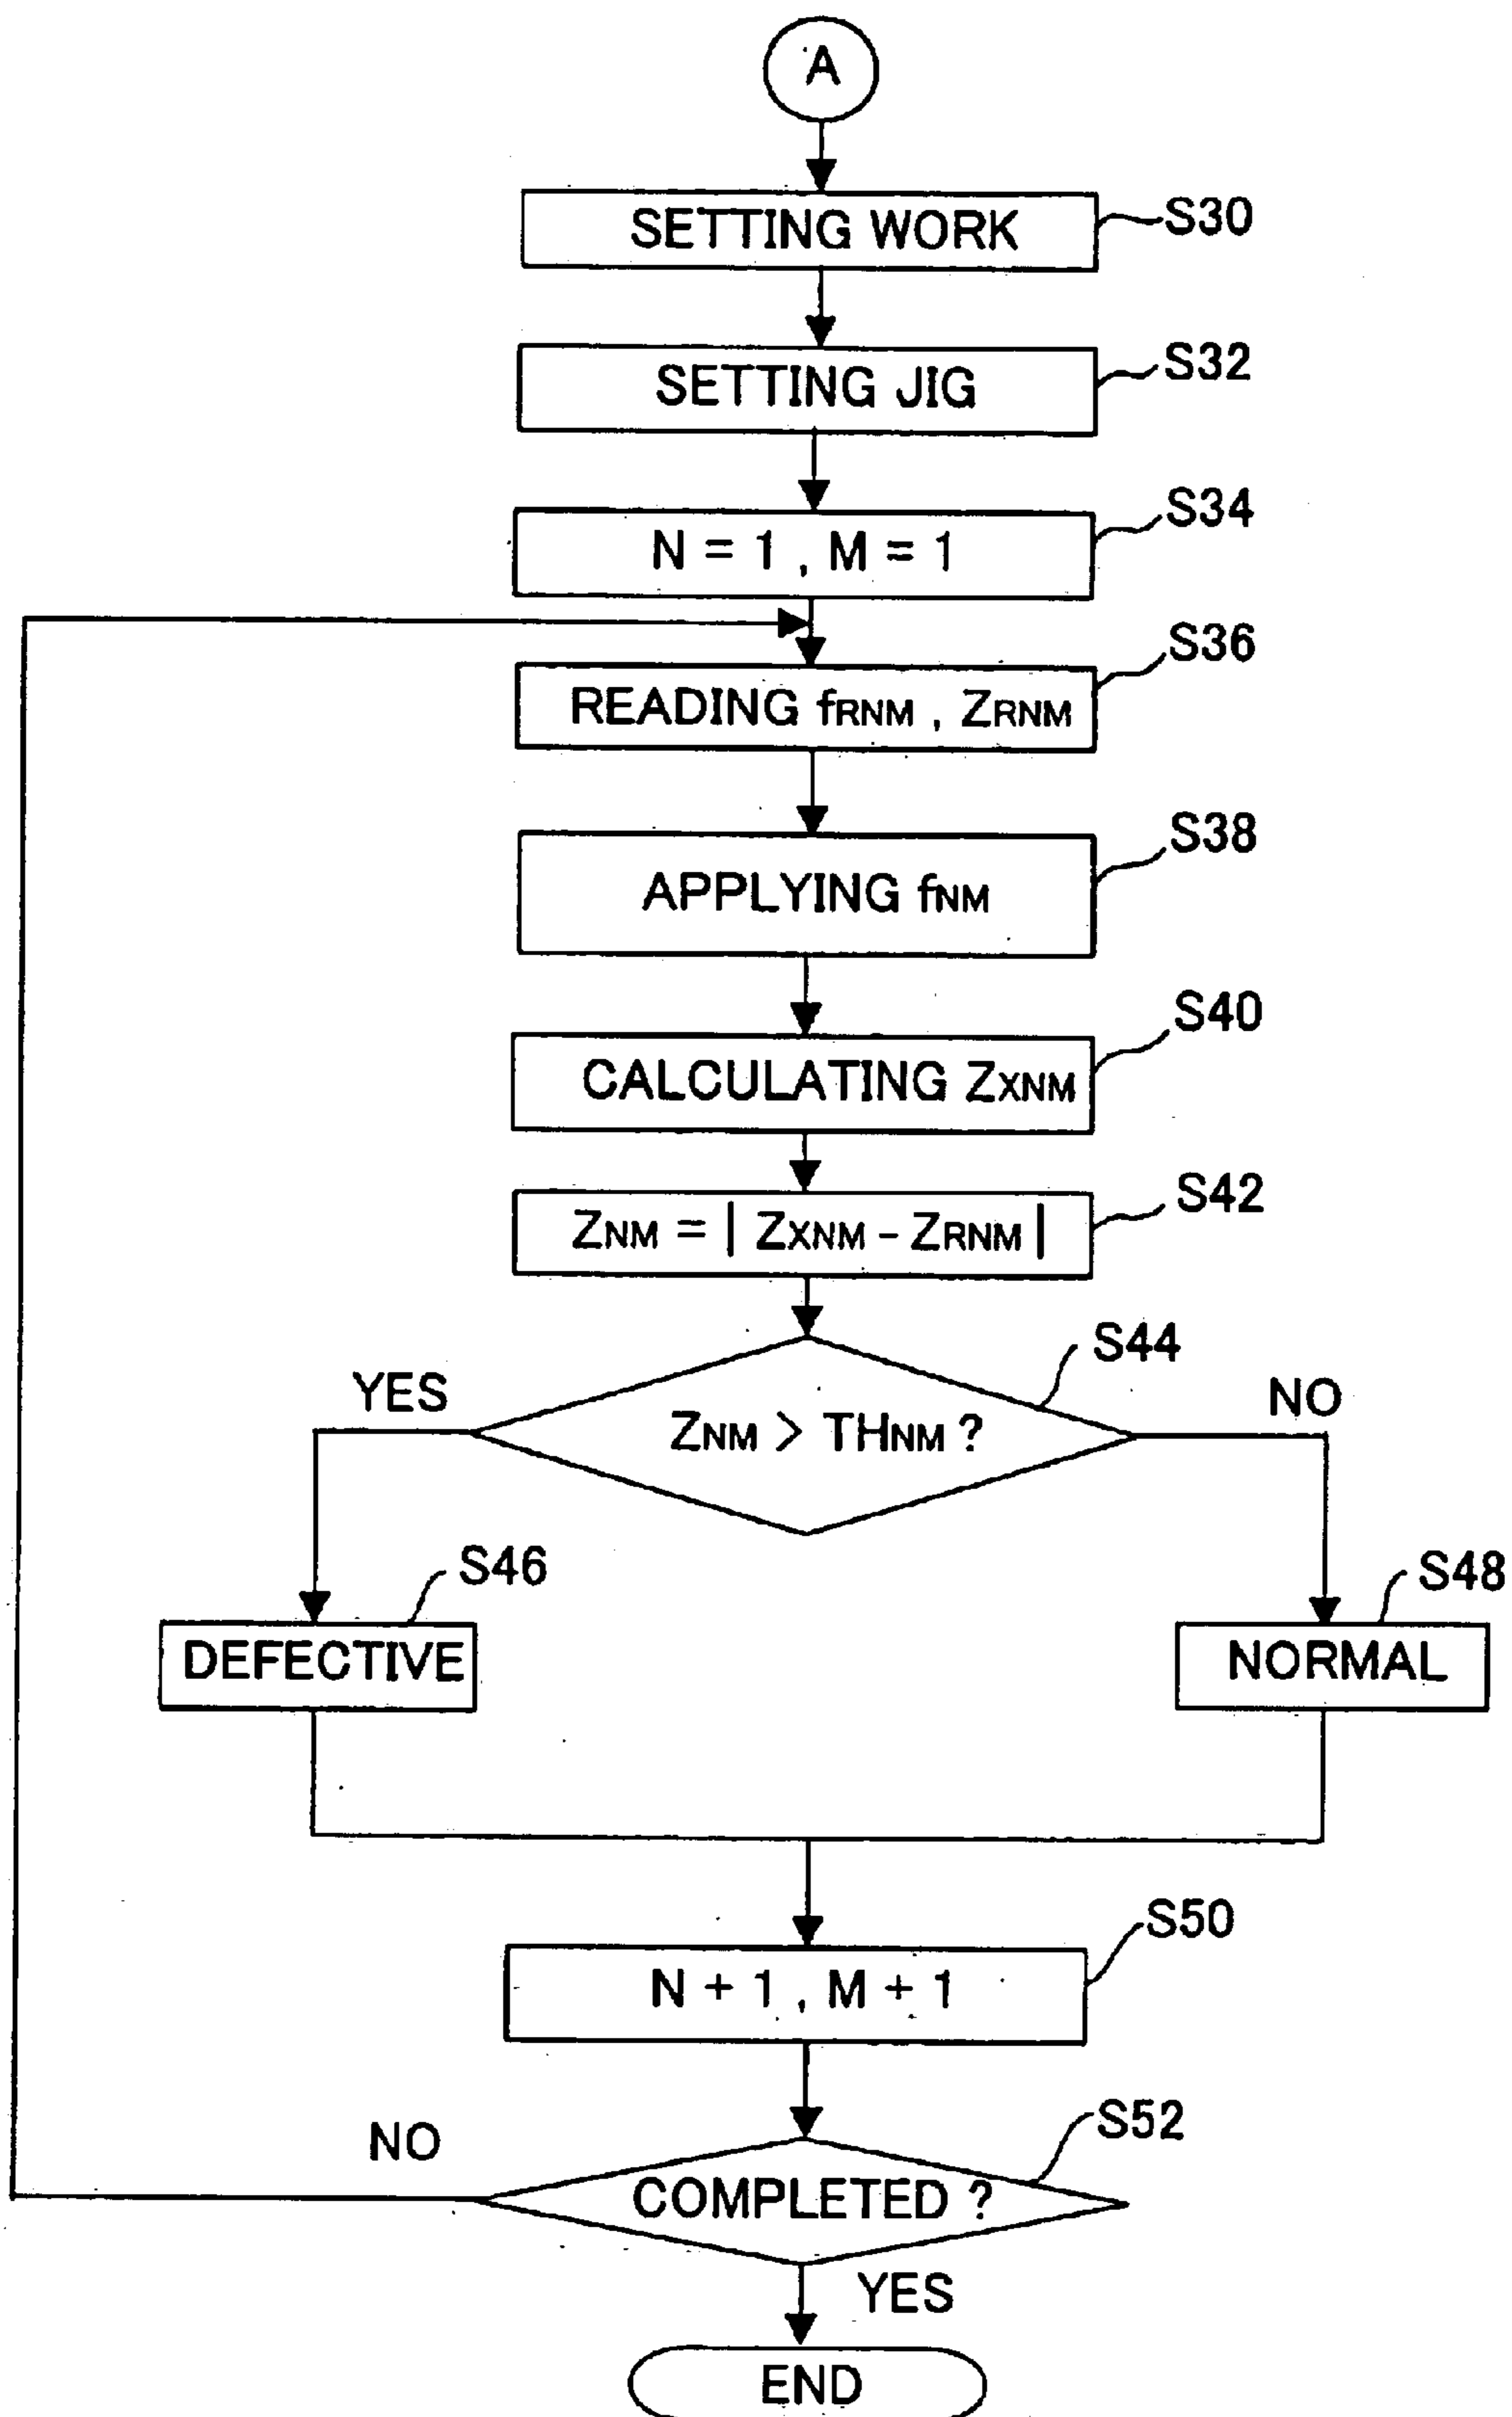 A
SETTING WORK
S30
SETTING JIG
S32
N = 1 , M = 1
S34
READING fRNM , ZRNM
S36
APPLYING fNM
S38
CALCULATING ZXNM
S40
ZNM = | ZXNM - ZRNM |
S42
S44
YES
NO
ZNM > THNM ?
S46
S48
DEFECTIVE
NORMAL
S50
N + 1 , M + 1
S52
NO
COMPLETED ?
YES
END